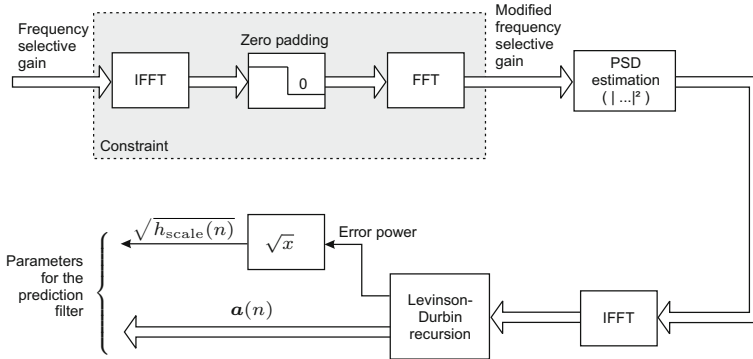 Frequency
selective
gain
IFFT
Zero padding
0
FFT
Constraint
Modified
frequency
selective
gain
PSD
estimation
( | ...|² )
√h_scale(n)
√x
Error power
Parameters
for the
prediction
filter
a(n)
Levinson-
Durbin
recursion
IFFT